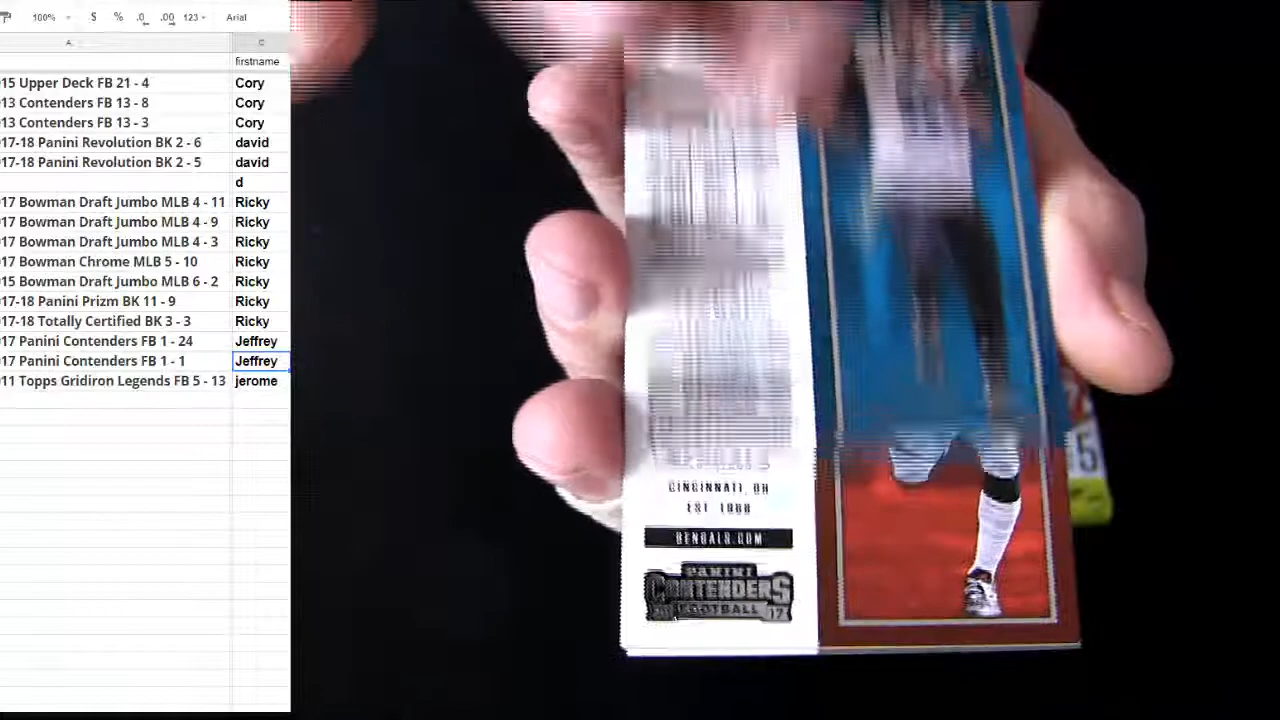 100% $ % .0 .00 123 Arial
A C
firstname
15 Upper Deck FB 21 - 4 Cory
13 Contenders FB 13 - 8 Cory
13 Contenders FB 13 - 3 Cory
17-18 Panini Revolution BK 2 - 6 david
17-18 Panini Revolution BK 2 - 5 david
d
17 Bowman Draft Jumbo MLB 4 - 11 Ricky
17 Bowman Draft Jumbo MLB 4 - 9 Ricky
17 Bowman Draft Jumbo MLB 4 - 3 Ricky
17 Bowman Chrome MLB 5 - 10 Ricky
15 Bowman Draft Jumbo MLB 6 - 2 Ricky
17-18 Panini Prizm BK 11 - 9 Ricky
17-18 Totally Certified BK 3 - 3 Ricky
17 Panini Contenders FB 1 - 24 Jeffrey
17 Panini Contenders FB 1 - 1 Jeffrey
11 Topps Gridiron Legends FB 5 - 13 jerome
CINCINNATI, OH
EST 1968
BENGALS.COM
PANINI
CONTENDERS
FOOTBALL 17
5